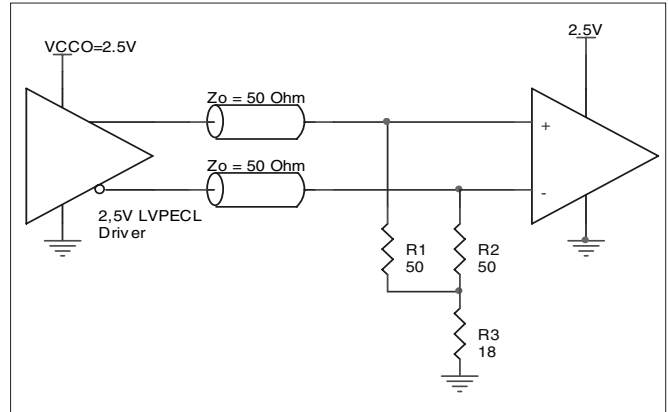 VCCO=2.5V
2.5V
Zo = 50 Ohm
+
Zo = 50 Ohm
-
2,5V LVPECL
Driver
R1
50
R2
50
R3
18